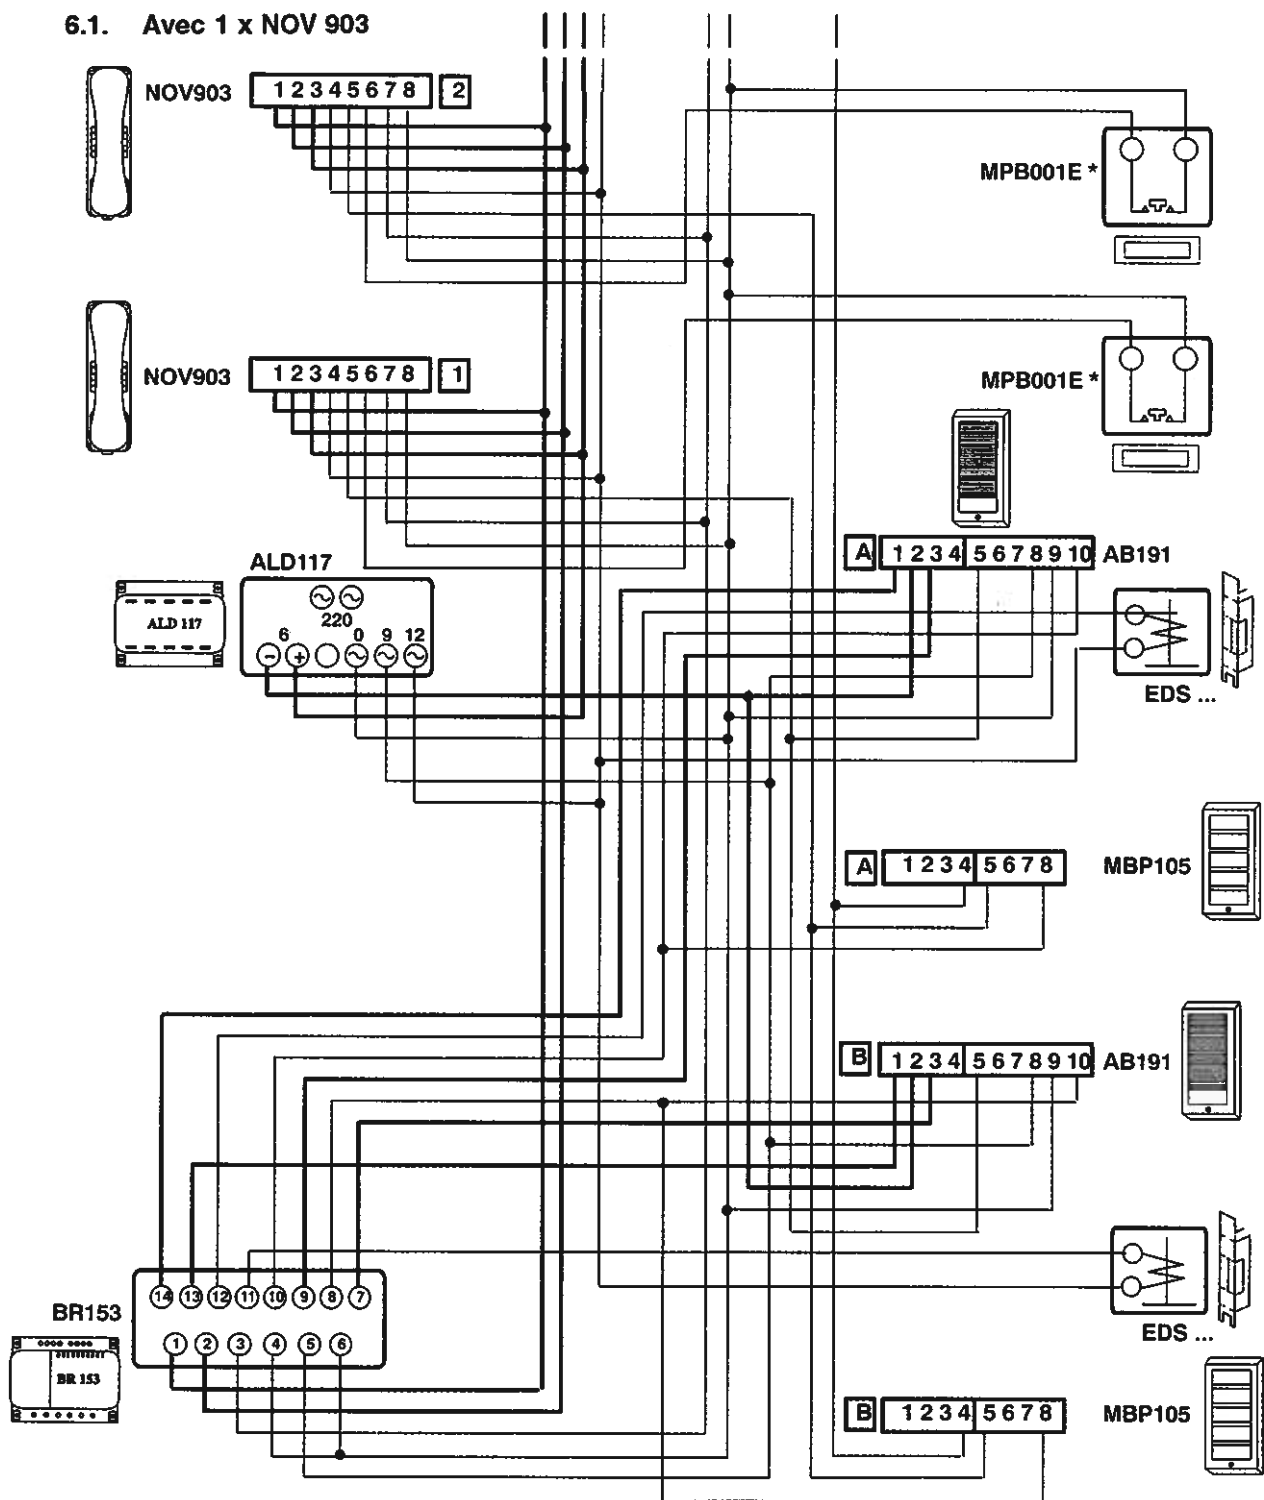 6.1. Avec 1 x NOV 903
NOV903
1 2 3 4 5 6 7 8
2
MPB001E *
NOV903
1 2 3 4 5 6 7 8
1
MPB001E *
ALD117
A
1 2 3 4 5 6 7 8 9 10
AB191
ALD 117
220
6 0 9 12
- +
EDS ...
A
1 2 3 4 5 6 7 8
MBP105
B
1 2 3 4 5 6 7 8 9 10
AB191
BR153
14 13 12 11 10 9 8 7
1 2 3 4 5 6
BR 153
EDS ...
B
1 2 3 4 5 6 7 8
MBP105